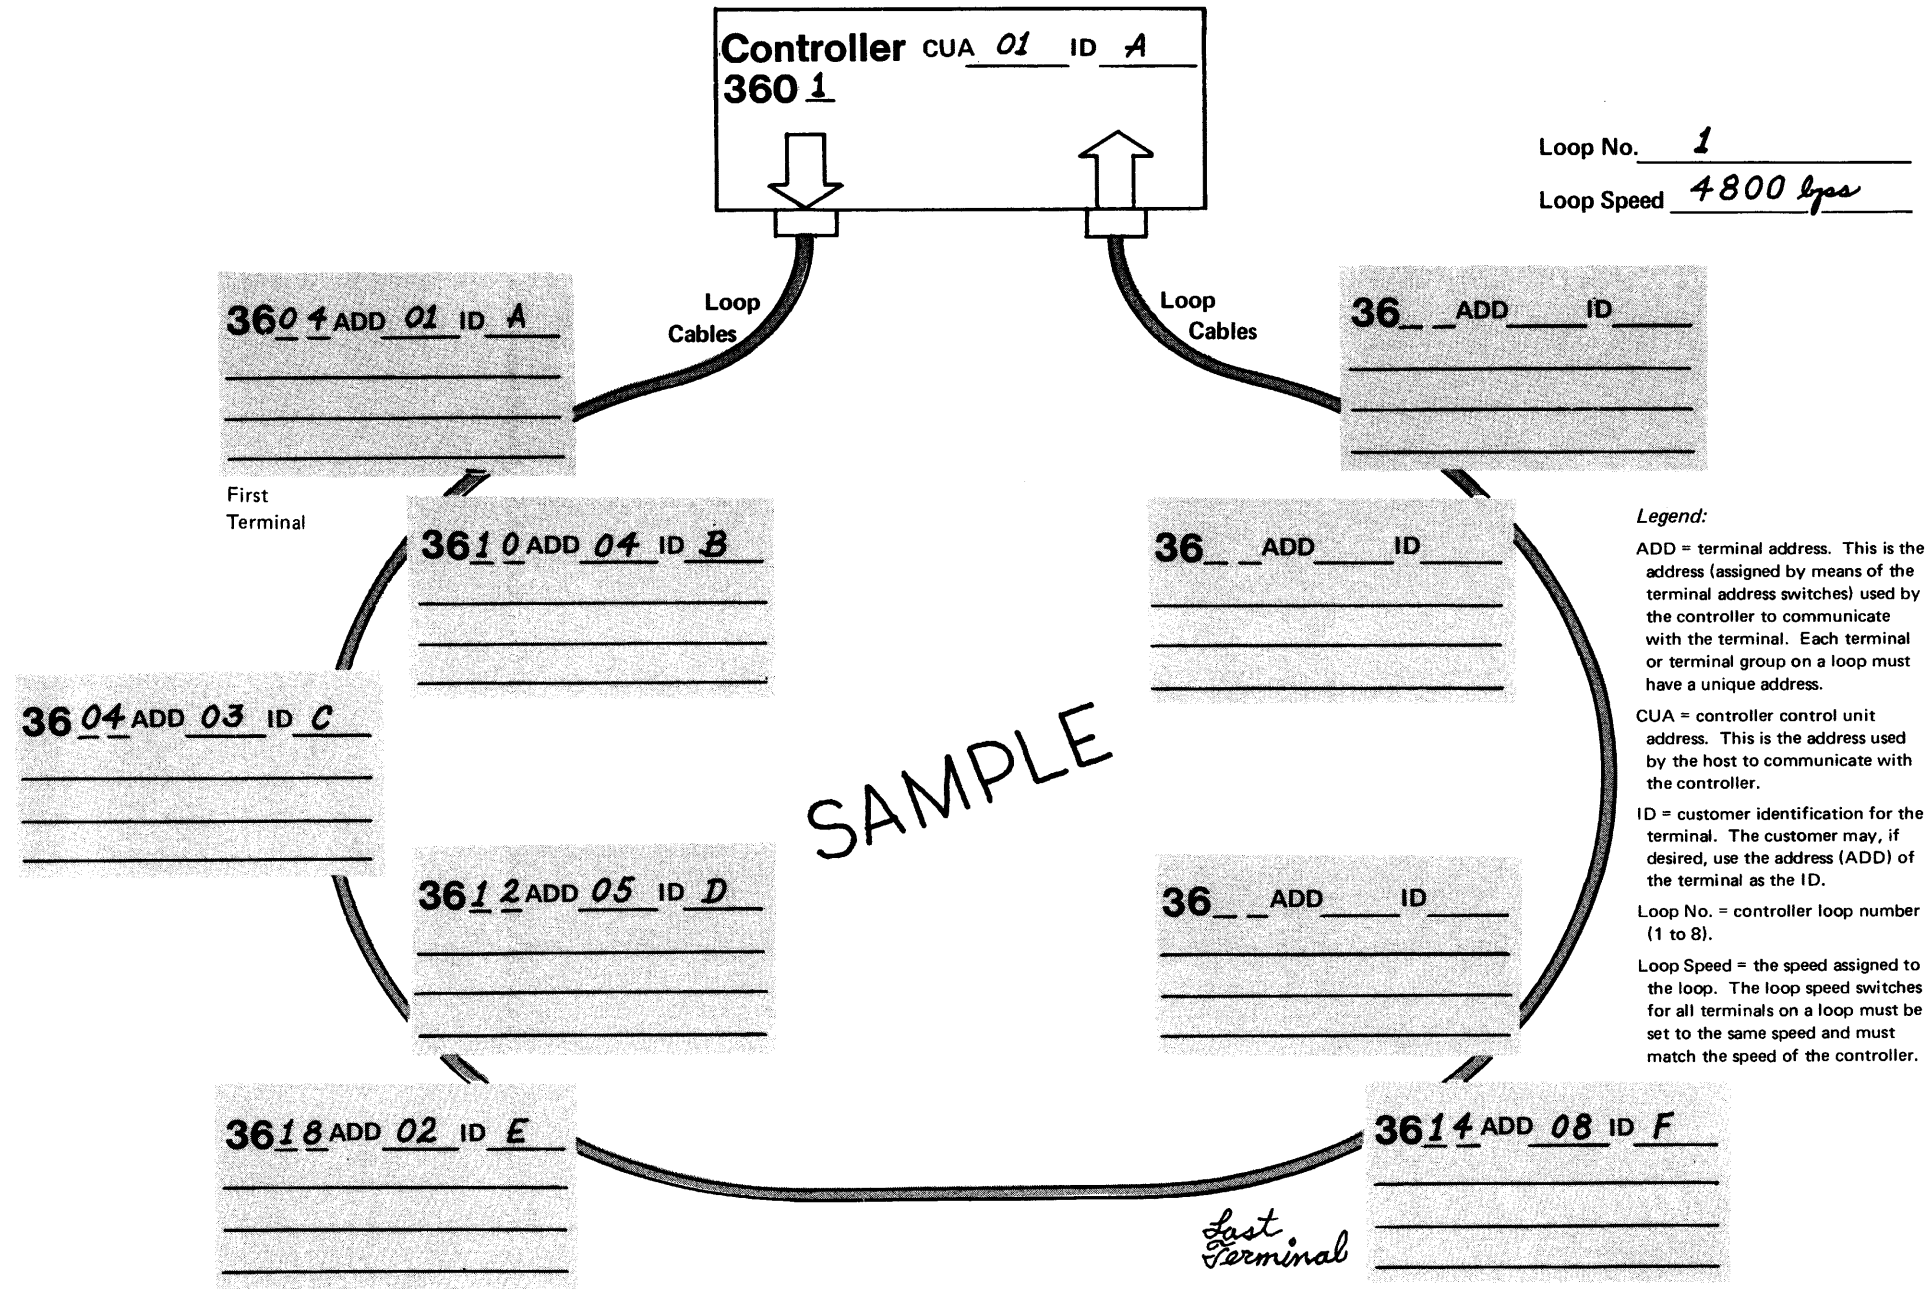 Controller CUA 01 ID A
360 1
Loop No. 1
Loop Speed 4800 bps
Loop
Cables
Loop
Cables
3604 ADD 01 ID A
First
Terminal
36__ ADD____ID____
3610 ADD 04 ID B
36__ ADD____ID____
3604 ADD 03 ID C
SAMPLE
3612 ADD 05 ID D
36__ ADD____ID____
3618 ADD 02 ID E
3614 ADD 08 ID F
Last
Terminal
Legend:
ADD = terminal address. This is the
address (assigned by means of the
terminal address switches) used by
the controller to communicate
with the terminal. Each terminal
or terminal group on a loop must
have a unique address.
CUA = controller control unit
address. This is the address used
by the host to communicate with
the controller.
ID = customer identification for the
terminal. The customer may, if
desired, use the address (ADD) of
the terminal as the ID.
Loop No. = controller loop number
(1 to 8).
Loop Speed = the speed assigned to
the loop. The loop speed switches
for all terminals on a loop must be
set to the same speed and must
match the speed of the controller.